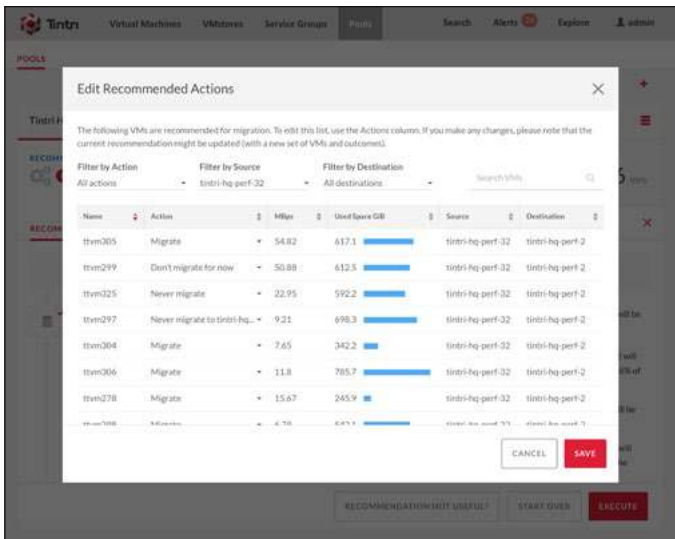 Tintri Virtual Machines VMstores Service Groups Pools Search Alerts Explore admin
POOLS
Edit Recommended Actions
The following VMs are recommended for migration. To edit this list, use the Actions column. If you make any changes, please note that the
current recommendation might be updated (with a new set of VMs and outcomes).
Filter by Action Filter by Source Filter by Destination
All actions tintri-hq-perf-32 All destinations Search VMs
Name Action MBps Used Space GiB Source Destination
ttvm305 Migrate 54.82 617.1 tintri-hq-perf-32 tintri-hq-perf-2
ttvm299 Don't migrate for now 50.88 612.5 tintri-hq-perf-32 tintri-hq-perf-2
ttvm325 Never migrate 22.95 592.2 tintri-hq-perf-32 tintri-hq-perf-2
ttvm297 Never migrate to tintri-hq... 9.21 698.3 tintri-hq-perf-32 tintri-hq-perf-2
ttvm304 Migrate 7.65 342.2 tintri-hq-perf-32 tintri-hq-perf-2
ttvm306 Migrate 11.8 785.7 tintri-hq-perf-32 tintri-hq-perf-2
ttvm278 Migrate 15.67 245.9 tintri-hq-perf-32 tintri-hq-perf-2
CANCEL SAVE
RECOMMENDATION NOT USEFUL? START OVER EXECUTE